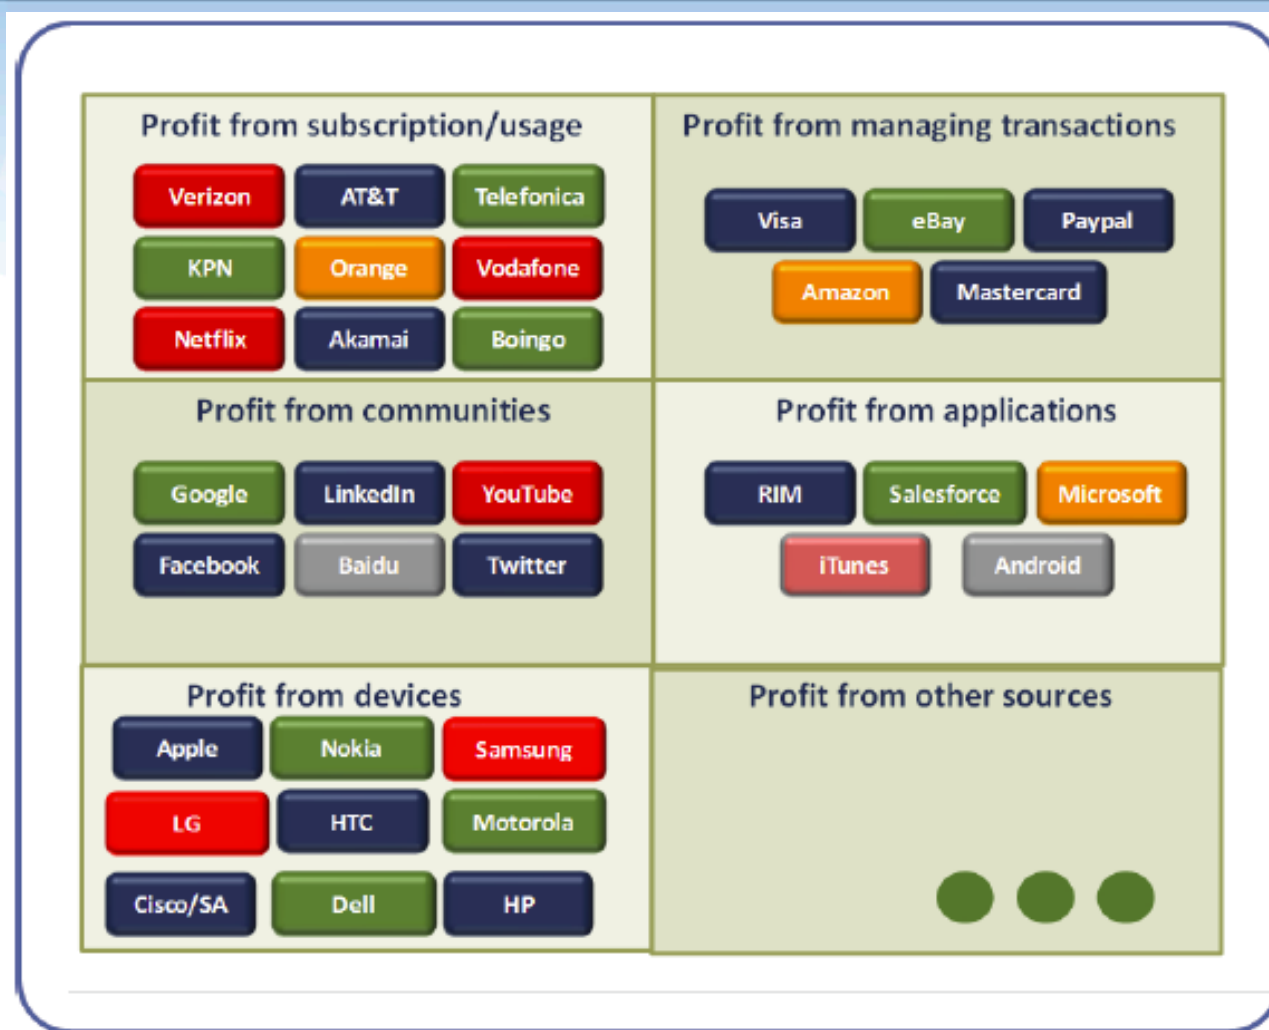 Profit from subscription/usage
Verizon AT&T Telefonica
KPN Orange Vodafone
Netflix Akamai Boingo
Profit from managing transactions
Visa eBay Paypal
Amazon Mastercard
Profit from communities
Google LinkedIn YouTube
Facebook Baidu Twitter
Profit from applications
RIM Salesforce Microsoft
iTunes Android
Profit from devices
Apple Nokia Samsung
LG HTC Motorola
Cisco/SA Dell HP
Profit from other sources